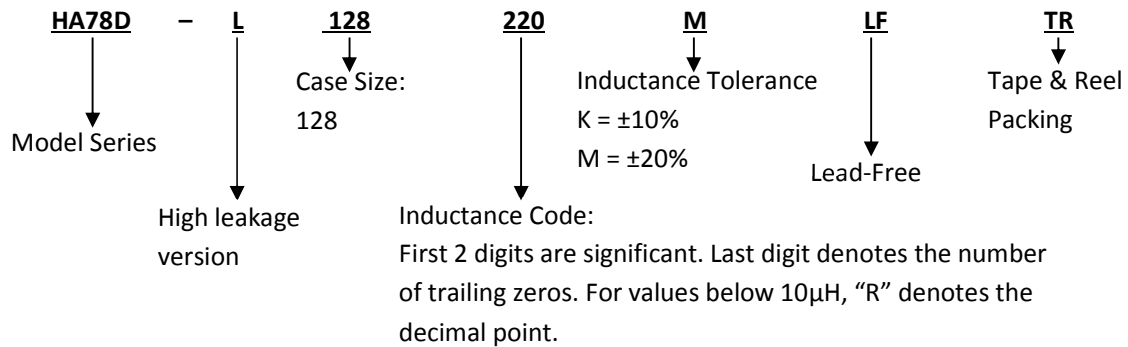 HA78D – L 128 220 M LF TR
Case Size:
128
Inductance Tolerance
K = ±10%
M = ±20%
Tape & Reel
Packing
Model Series
Lead-Free
High leakage
version
Inductance Code:
First 2 digits are significant. Last digit denotes the number
of trailing zeros. For values below 10µH, “R” denotes the
decimal point.